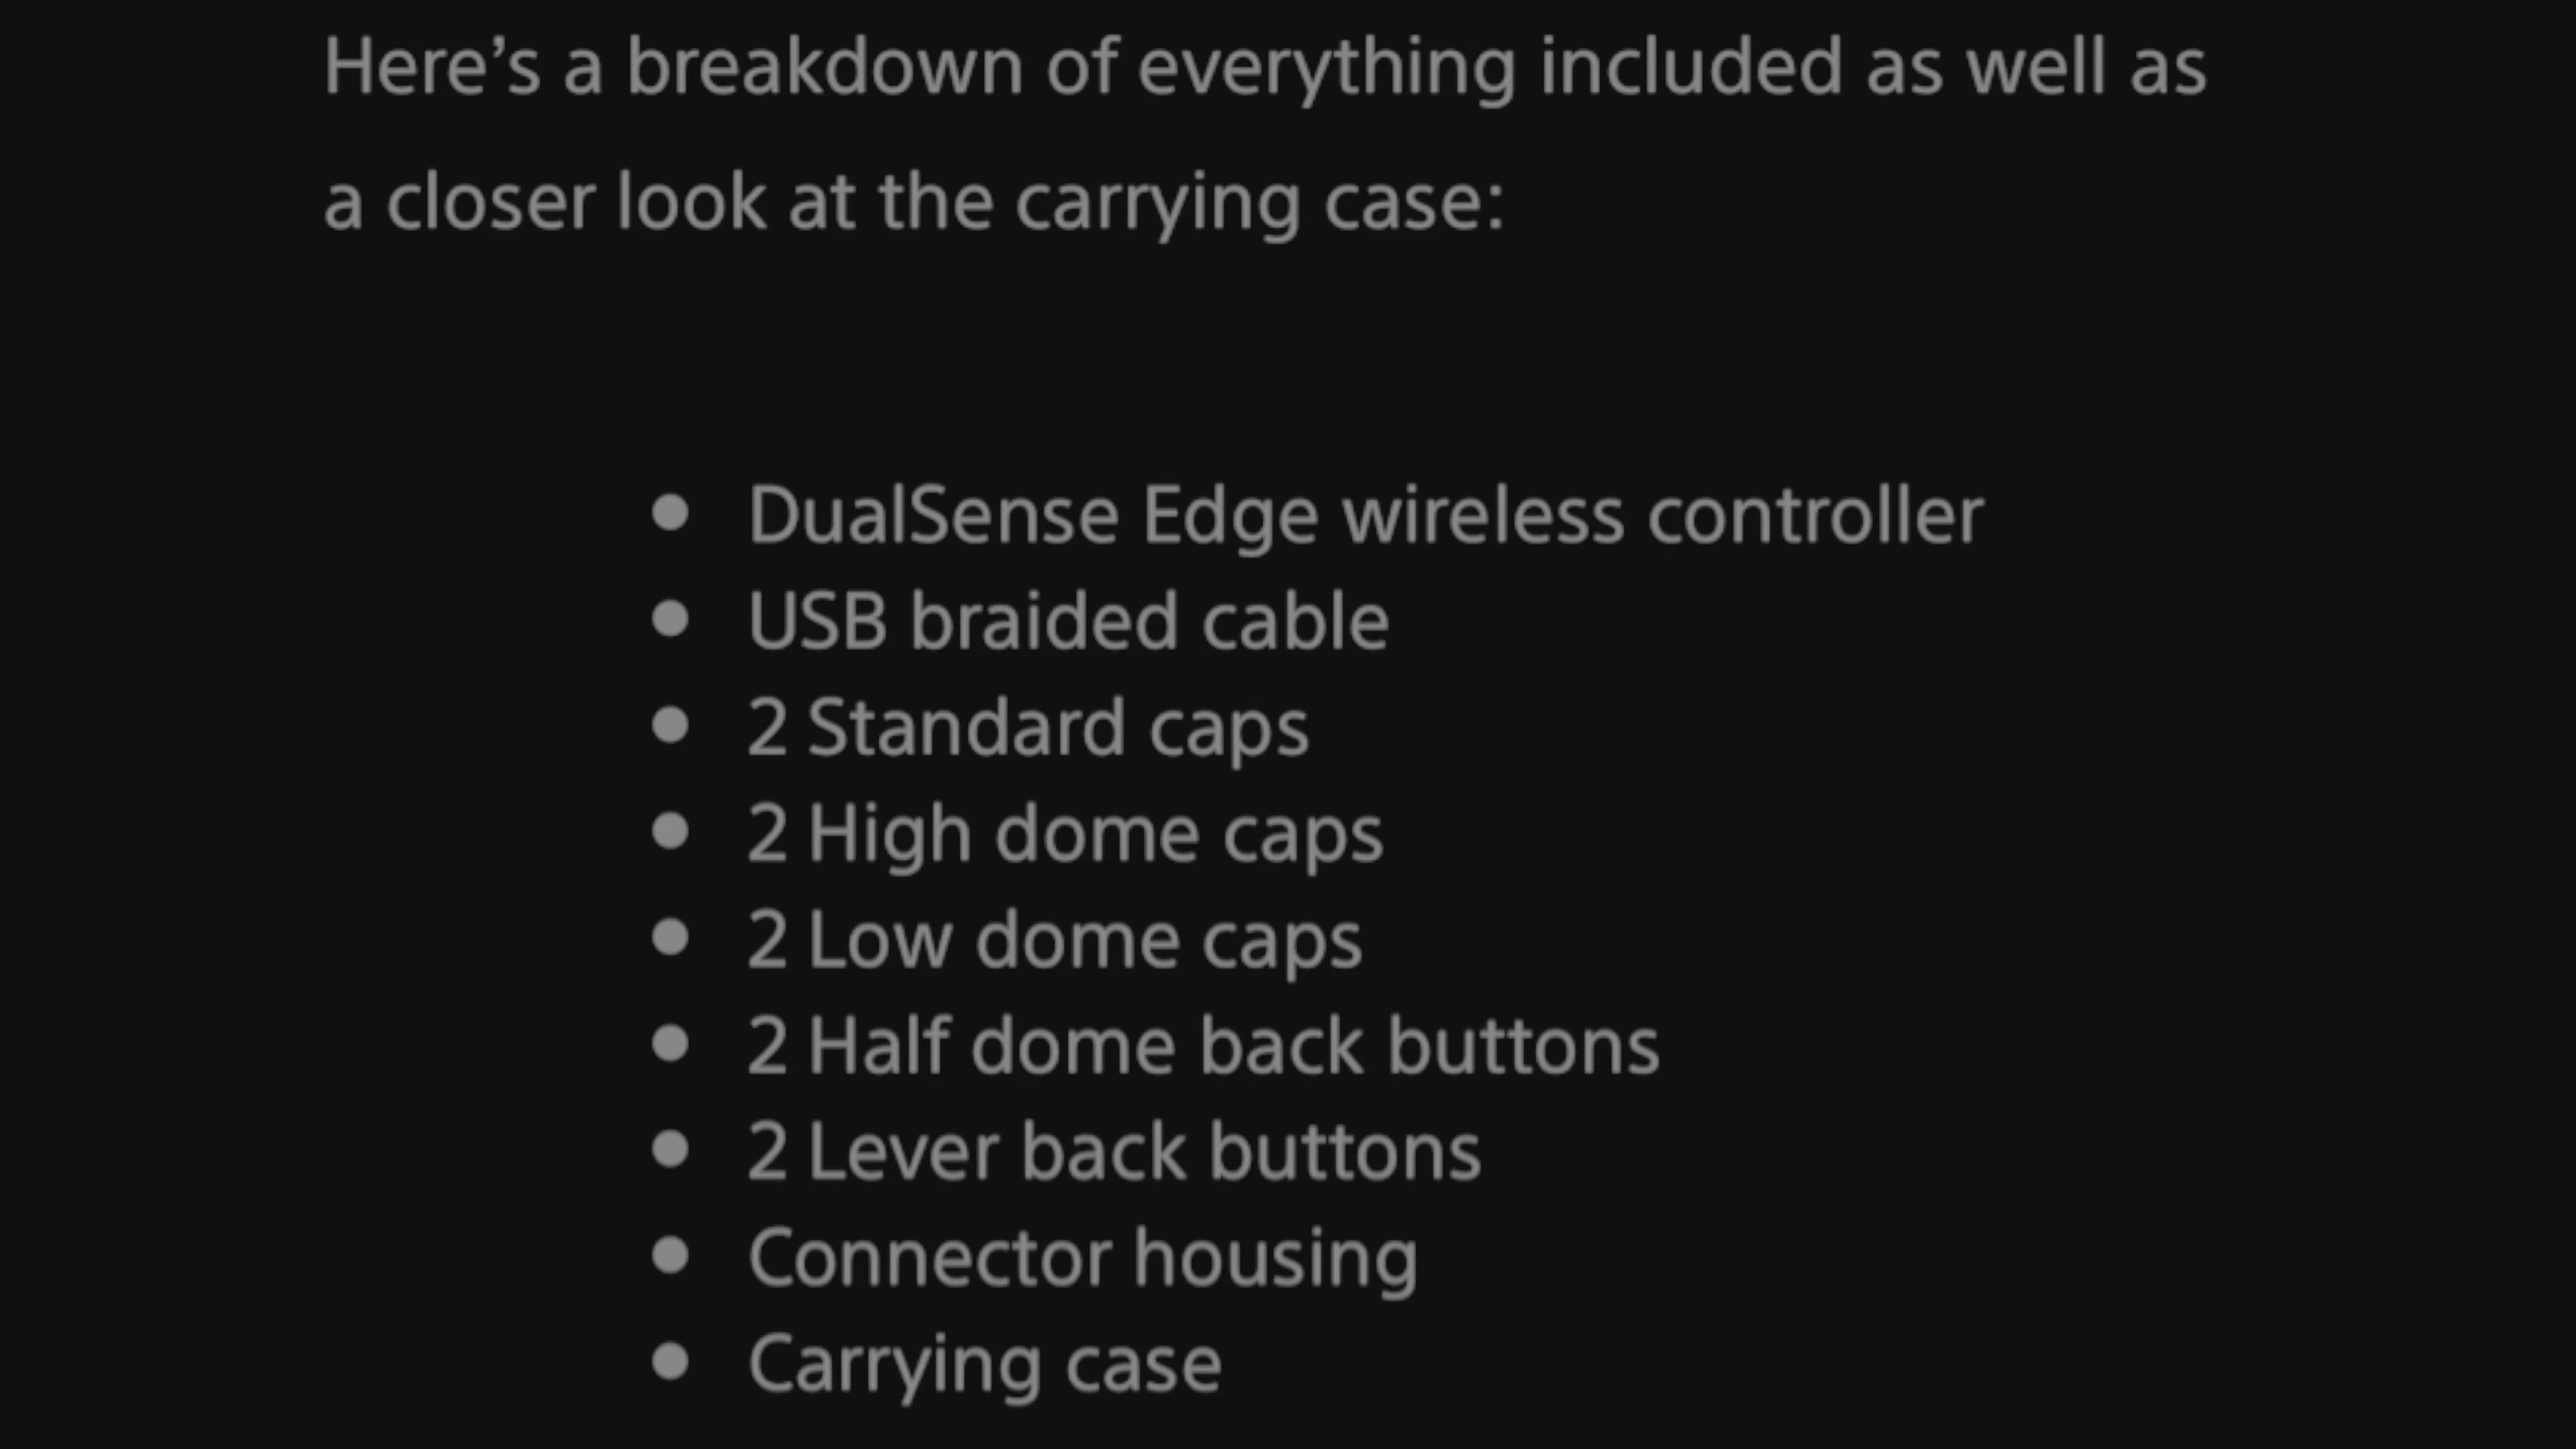 Here’s a breakdown of everything included as well as
a closer look at the carrying case:
● DualSense Edge wireless controller
● USB braided cable
● 2 Standard caps
● 2 High dome caps
● 2 Low dome caps
● 2 Half dome back buttons
● 2 Lever back buttons
● Connector housing
● Carrying case